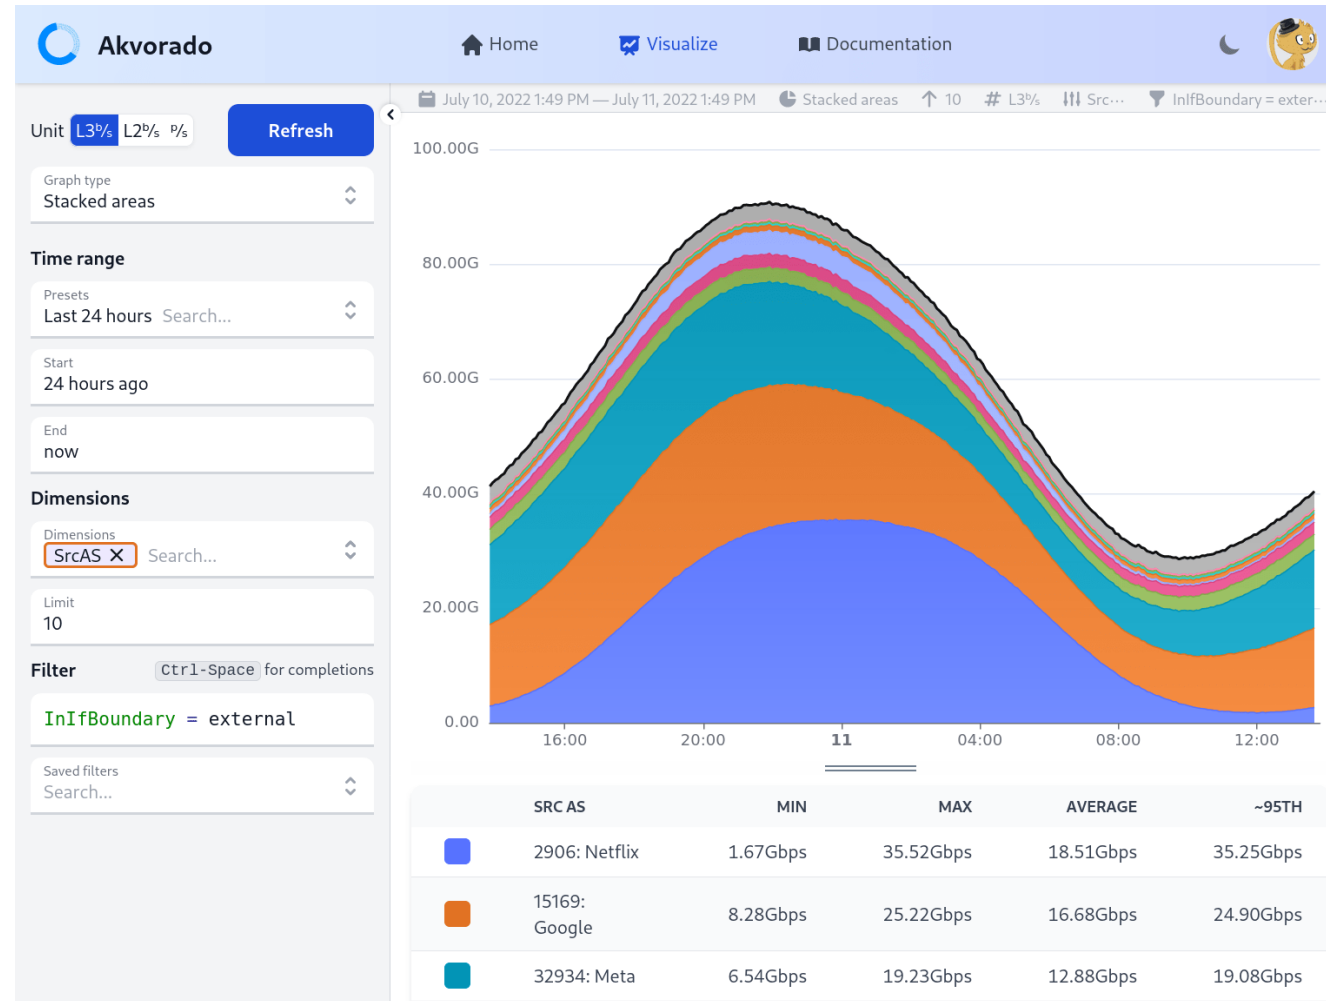 Akvorado
Home
Visualize
Documentation
Unit L3ᵇ/s L2ᵇ/s ᵖ/s
Refresh
July 10, 2022 1:49 PM — July 11, 2022 1:49 PM Stacked areas 10 L3ᵇ/s Src··· InIfBoundary = exter···
Graph type
Stacked areas
Time range
Presets
Last 24 hours Search...
Start
24 hours ago
End
now
Dimensions
Dimensions
SrcAS Search...
Limit
10
Filter Ctrl-Space for completions
InIfBoundary = external
Saved filters
Search...
100.00G
80.00G
60.00G
40.00G
20.00G
0.00
16:00 20:00 11 04:00 08:00 12:00
SRC AS MIN MAX AVERAGE ~95TH
2906: Netflix 1.67Gbps 35.52Gbps 18.51Gbps 35.25Gbps
15169:
Google 8.28Gbps 25.22Gbps 16.68Gbps 24.90Gbps
32934: Meta 6.54Gbps 19.23Gbps 12.88Gbps 19.08Gbps